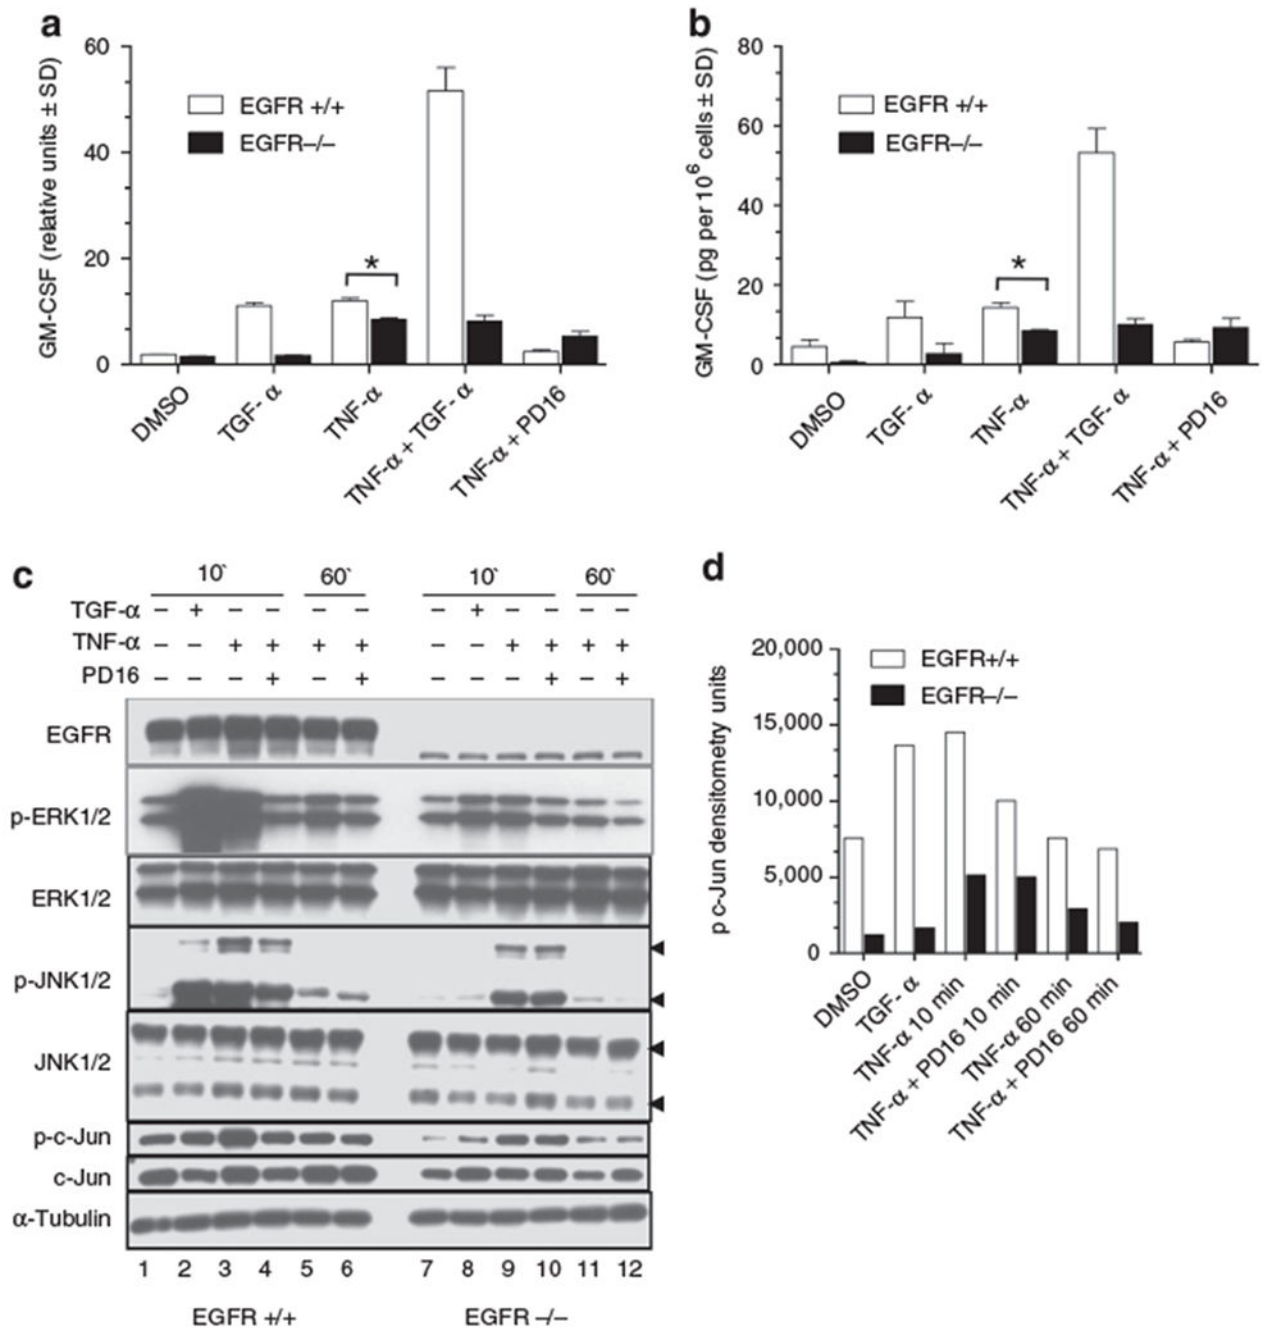 a
GM-CSF (relative units ± SD)
60
40
20
0
EGFR +/+
EGFR–/–
*
DMSO
TGF- α
TNF-α
TNF-α + TGF- α
TNF-α + PD16
b
GM-CSF (pg per 10⁶ cells ± SD)
80
60
40
20
0
EGFR +/+
EGFR–/–
*
DMSO
TGF- α
TNF-α
TNF-α + TGF- α
TNF-α + PD16
c
10` 60` 10` 60`
TGF-α – + – – – – – + – – – –
TNF-α – – + + + + – – + + + +
PD16 – – – + – + – – – + – +
EGFR
p-ERK1/2
ERK1/2
p-JNK1/2
JNK1/2
p-c-Jun
c-Jun
α-Tubulin
1 2 3 4 5 6 7 8 9 10 11 12
EGFR +/+ EGFR –/–
d
p c-Jun densitometry units
20,000
15,000
10,000
5,000
0
EGFR+/+
EGFR–/–
DMSO
TGF- α
TNF-α 10 min
TNF-α + PD16 10 min
TNF-α 60 min
TNF-α + PD16 60 min